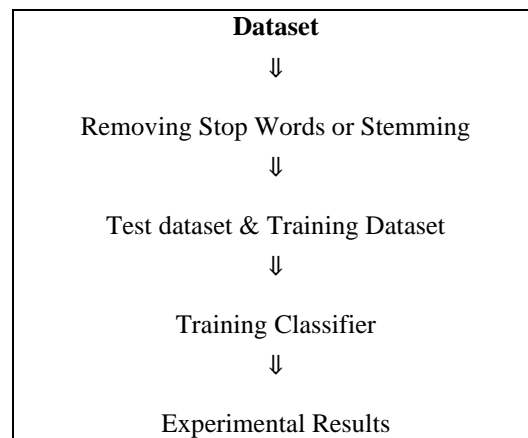 Dataset
⇓
Removing Stop Words or Stemming
⇓
Test dataset & Training Dataset
⇓
Training Classifier
⇓
Experimental Results